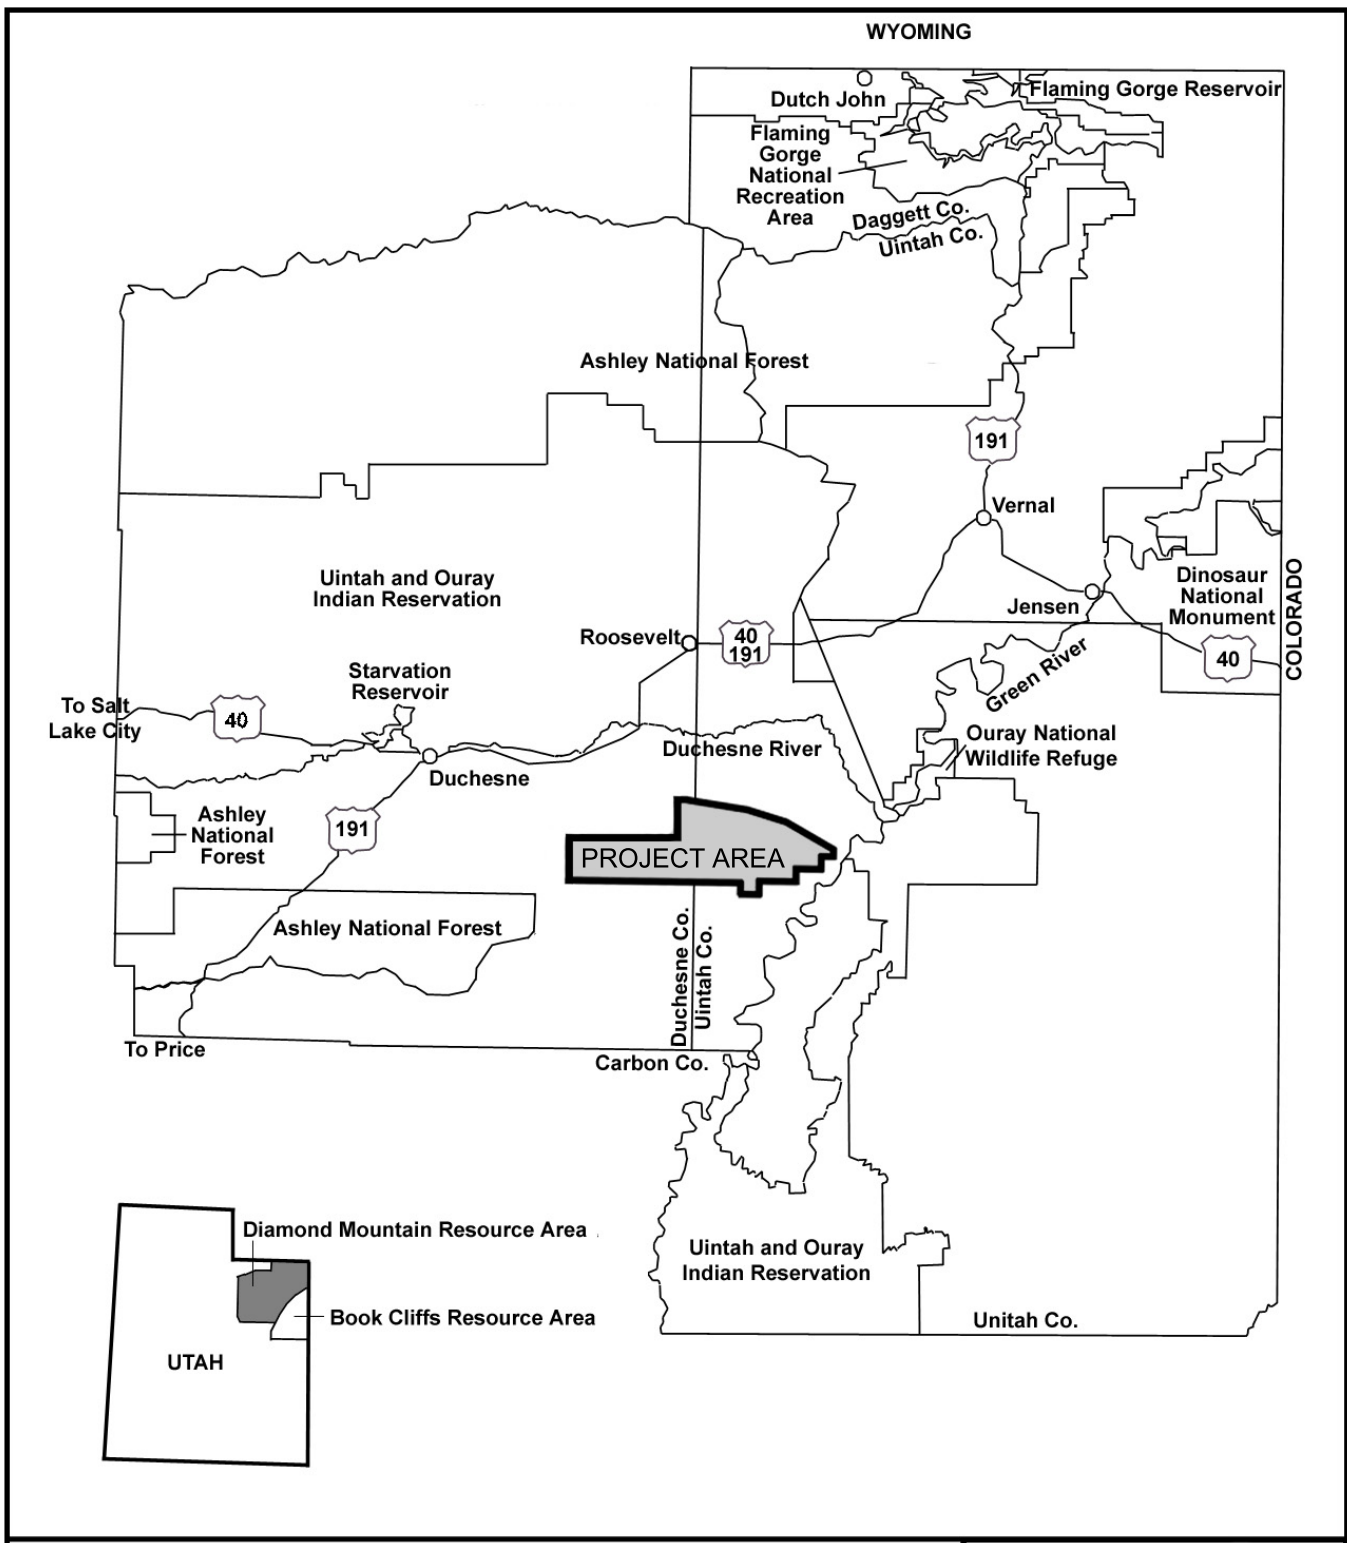 WYOMING
Dutch John
Flaming Gorge Reservoir
Flaming
Gorge
National
Recreation
Area
Daggett Co.
Uintah Co.
Ashley National Forest
191
Vernal
Uintah and Ouray
Indian Reservation
Dinosaur
National
Monument
COLORADO
Jensen
Roosevelt
40
191
40
Green River
Starvation
Reservoir
To Salt
Lake City
40
Duchesne River
Ouray National
Wildlife Refuge
Duchesne
Ashley
National
Forest
191
PROJECT AREA
Ashley National Forest
Duchesne Co.
Uintah Co.
To Price
Carbon Co.
Diamond Mountain Resource Area
Uintah and Ouray
Indian Reservation
Book Cliffs Resource Area
Unitah Co.
UTAH